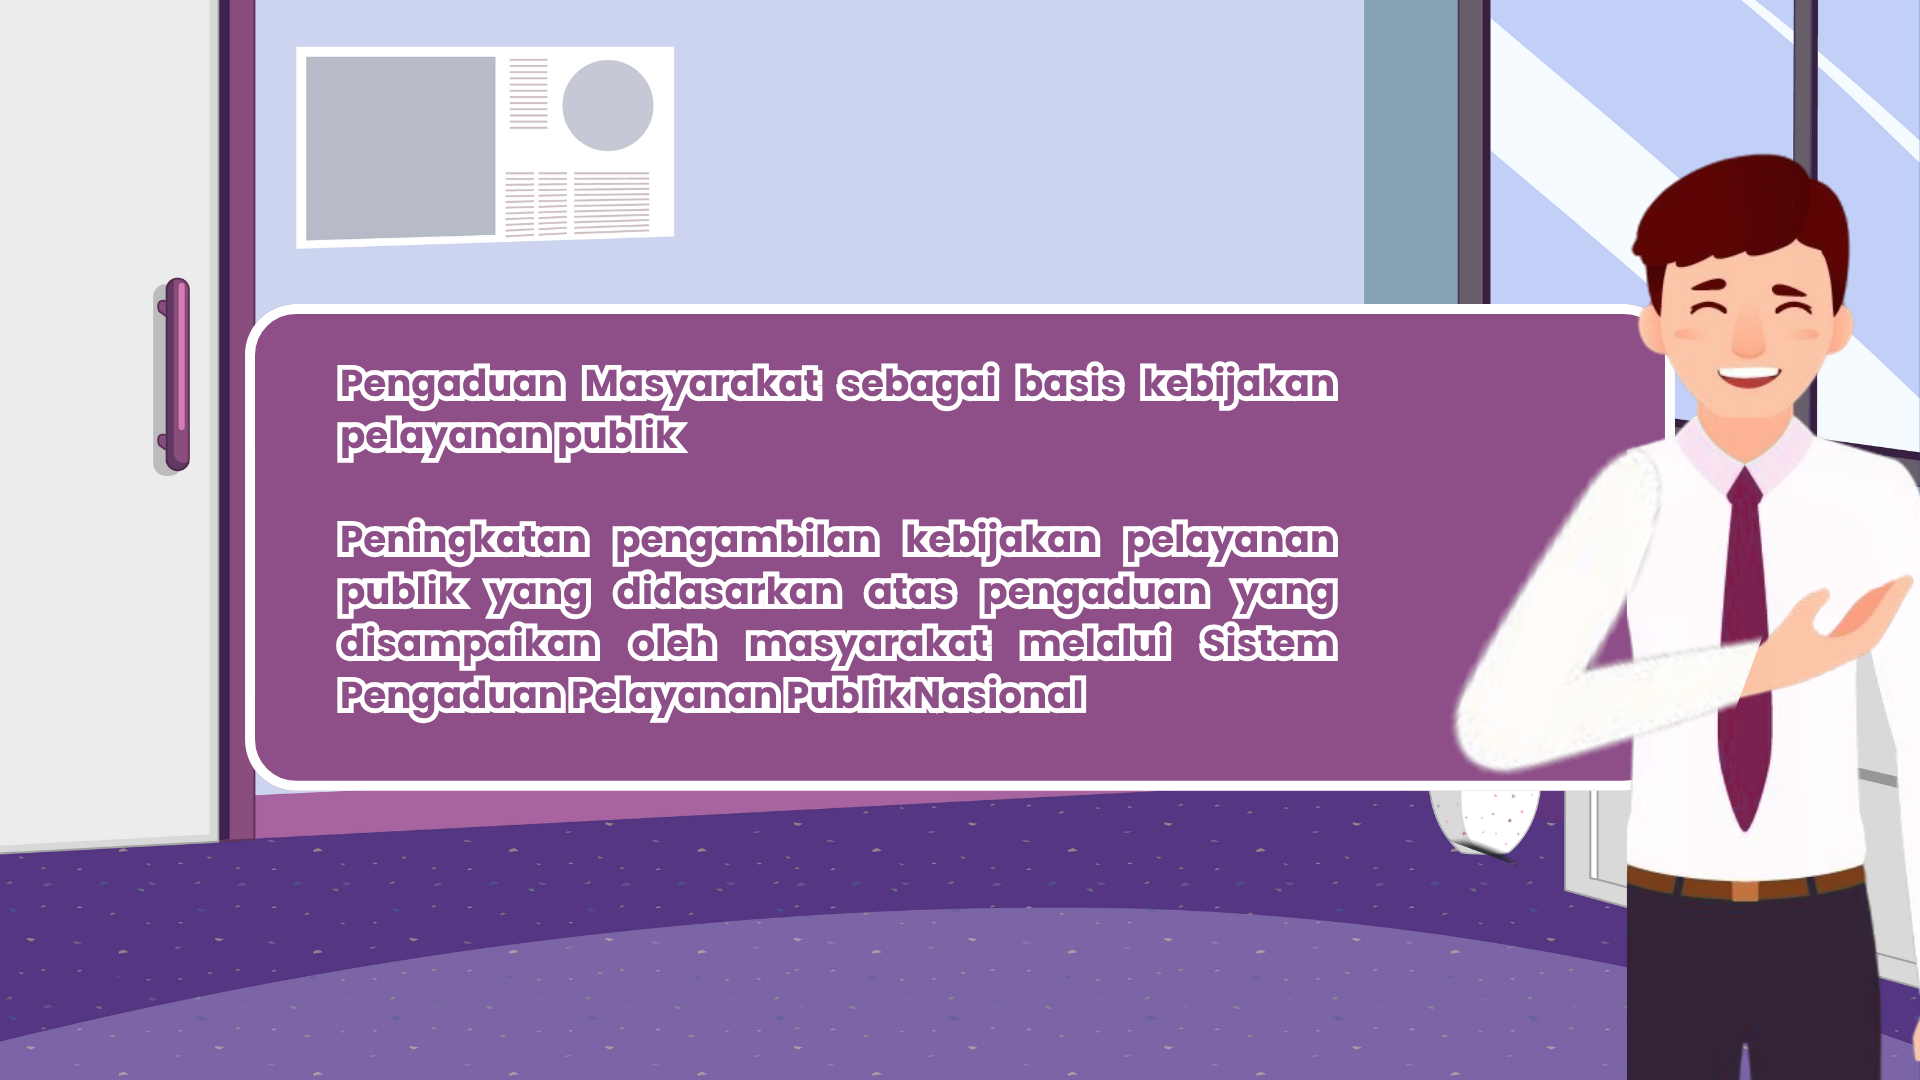 Pengaduan Masyarakat sebagai basis kebijakan
pelayanan publik
Peningkatan pengambilan kebijakan pelayanan
publik yang didasarkan atas pengaduan yang
disampaikan oleh masyarakat melalui Sistem
Pengaduan Pelayanan Publik Nasional